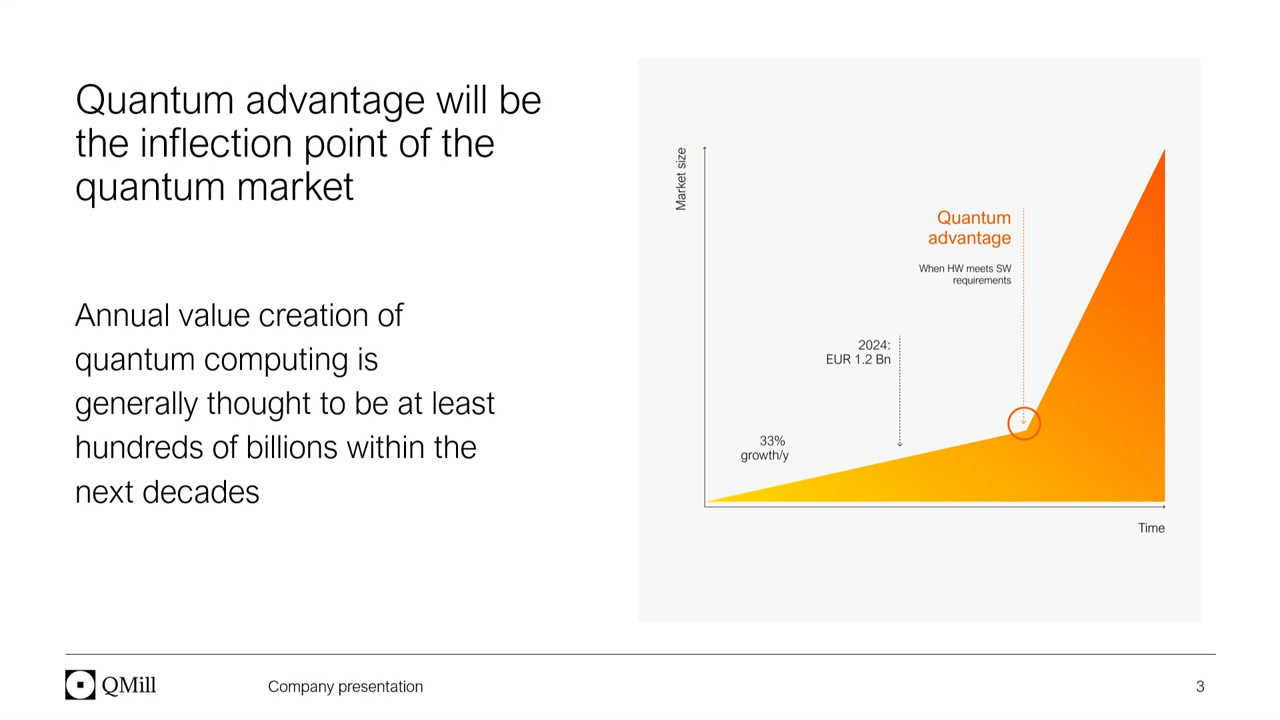 Quantum advantage will be
the inflection point of the
quantum market
Annual value creation of
quantum computing is
generally thought to be at least
hundreds of billions within the
next decades
Market size
Quantum
advantage
When HW meets SW
requirements
2024:
EUR 1.2 Bn
33%
growth/y
Time
QMill
Company presentation
3